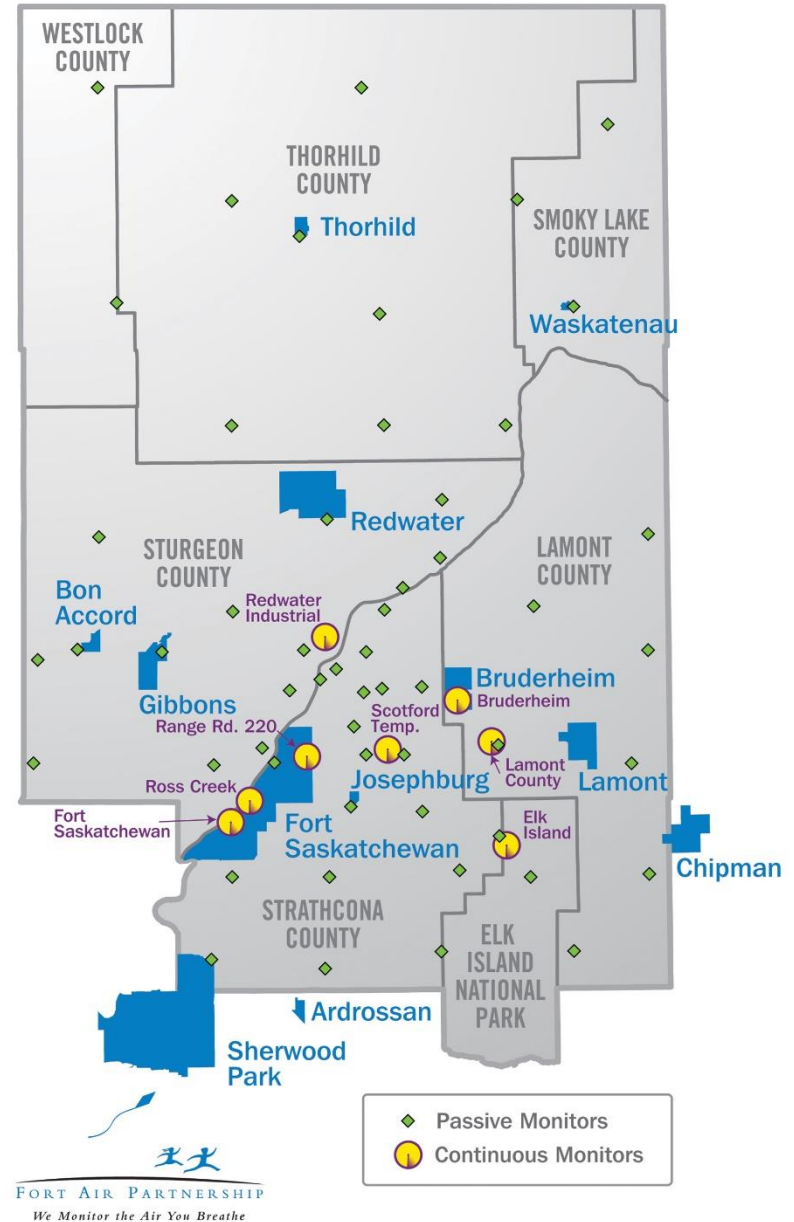 WESTLOCK
COUNTY
THORHILD
COUNTY
Thorhild
SMOKY LAKE
COUNTY
Waskatenau
Redwater
STURGEON
COUNTY
LAMONT
COUNTY
Bon
Accord
Redwater
Industrial
Gibbons
Bruderheim
Bruderheim
Range Rd. 220
Scotford
Temp.
Lamont
County
Lamont
Josephburg
Ross Creek
Fort
Saskatchewan
Fort
Saskatchewan
Elk
Island
Chipman
STRATHCONA
COUNTY
ELK
ISLAND
NATIONAL
PARK
Ardrossan
Sherwood
Park
Passive Monitors
Continuous Monitors
FORT AIR PARTNERSHIP
We Monitor the Air You Breathe